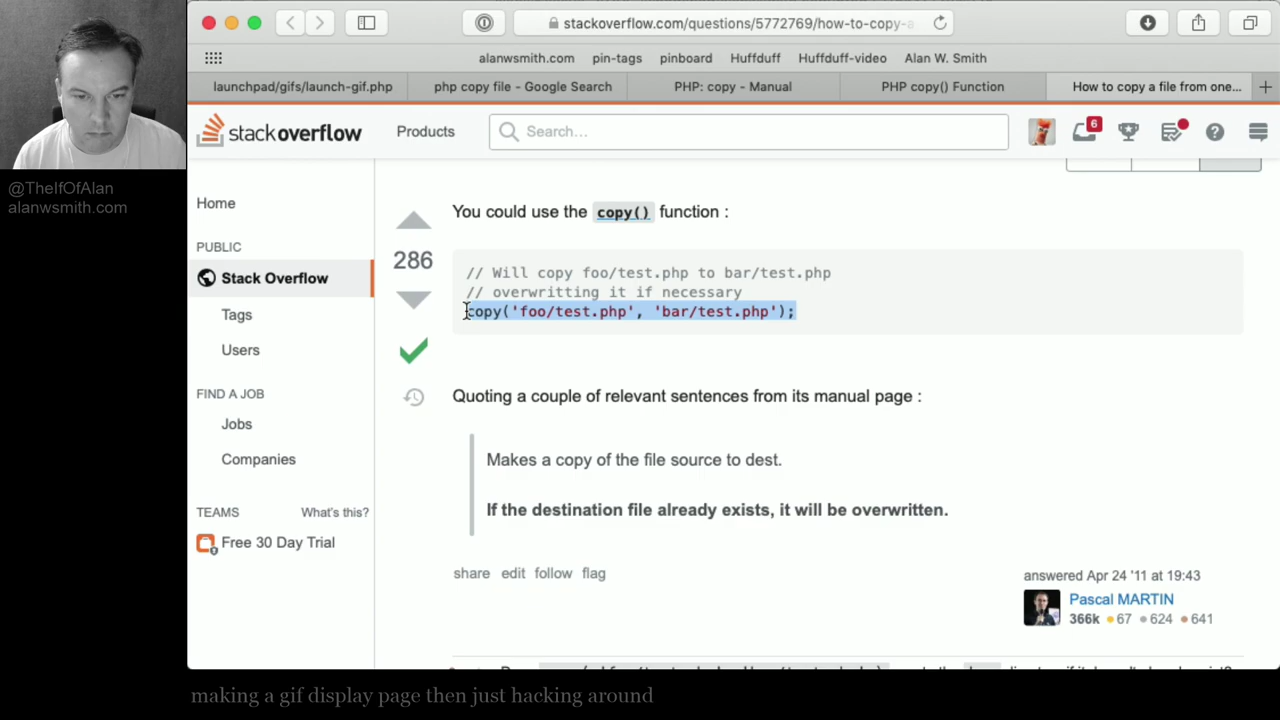 @TheIfOfAlan
alanwsmith.com
stackoverflow.com/questions/5772769/how-to-copy-a
alanwsmith.com pin-tags pinboard Huffduff Huffduff-video Alan W. Smith
launchpad/gifs/launch-gif.php php copy file - Google Search PHP: copy - Manual PHP copy() Function How to copy a file from one...
stackoverflow Products Search... 6
Home
PUBLIC
Stack Overflow
Tags
Users
FIND A JOB
Jobs
Companies
TEAMS What's this?
Free 30 Day Trial
You could use the copy() function :
286
// Will copy foo/test.php to bar/test.php
// overwritting it if necessary
copy('foo/test.php', 'bar/test.php');
Quoting a couple of relevant sentences from its manual page :
Makes a copy of the file source to dest.
If the destination file already exists, it will be overwritten.
share edit follow flag
answered Apr 24 '11 at 19:43
Pascal MARTIN
366k 67 624 641
making a gif display page then just hacking around